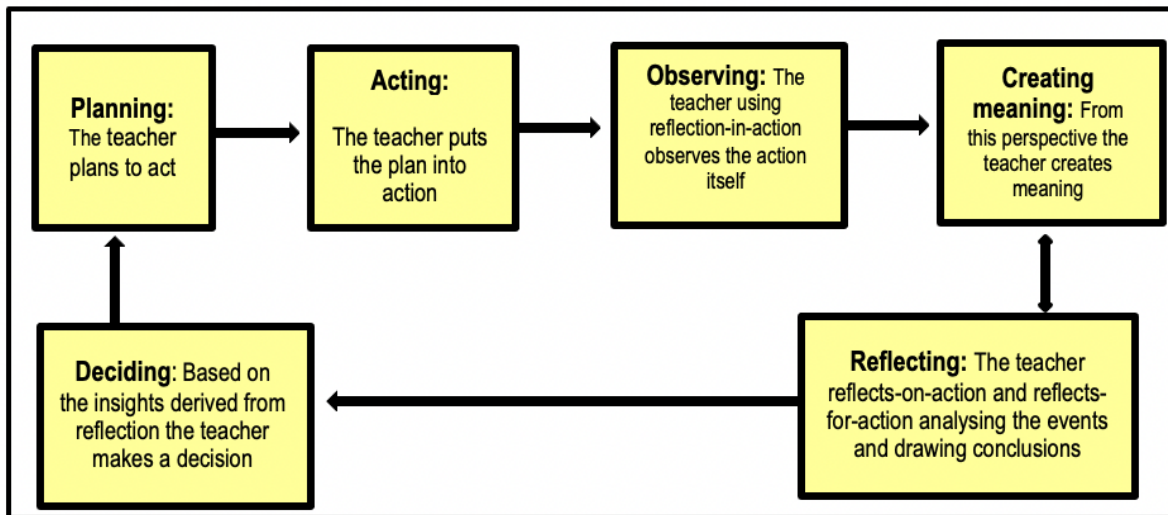 Planning:
The teacher
plans to act
Acting:
The teacher puts
the plan into
action
Observing: The
teacher using
reflection-in-action
observes the action
itself
Creating
meaning: From
this perspective the
teacher creates
meaning
Reflecting: The teacher
reflects-on-action and reflects-
for-action analysing the events
and drawing conclusions
Deciding: Based on
the insights derived from
reflection the teacher
makes a decision